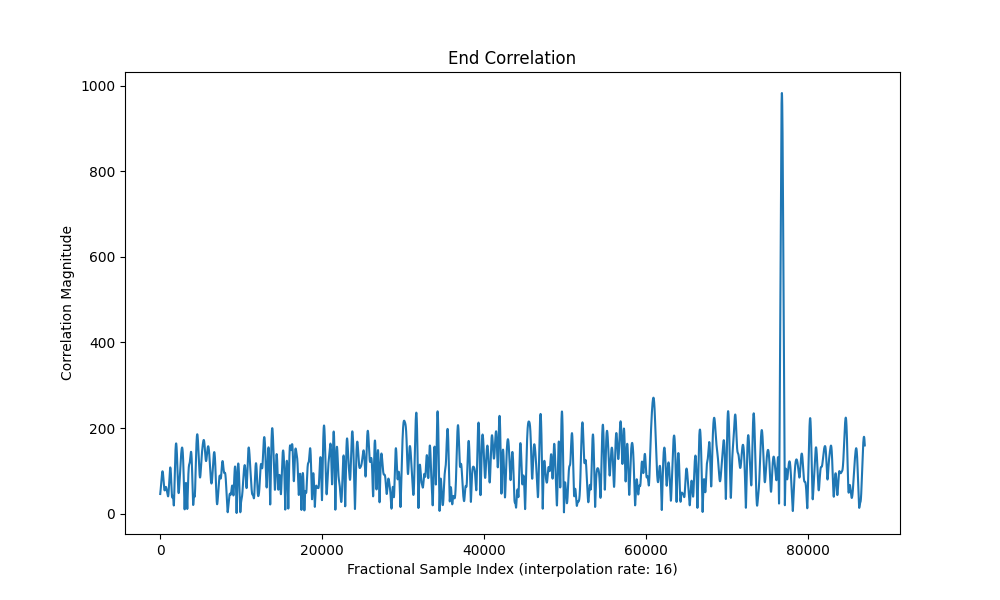 End Correlation
Correlation Magnitude
1000
800
600
400
200
0
0 20000 40000 60000 80000
Fractional Sample Index (interpolation rate: 16)